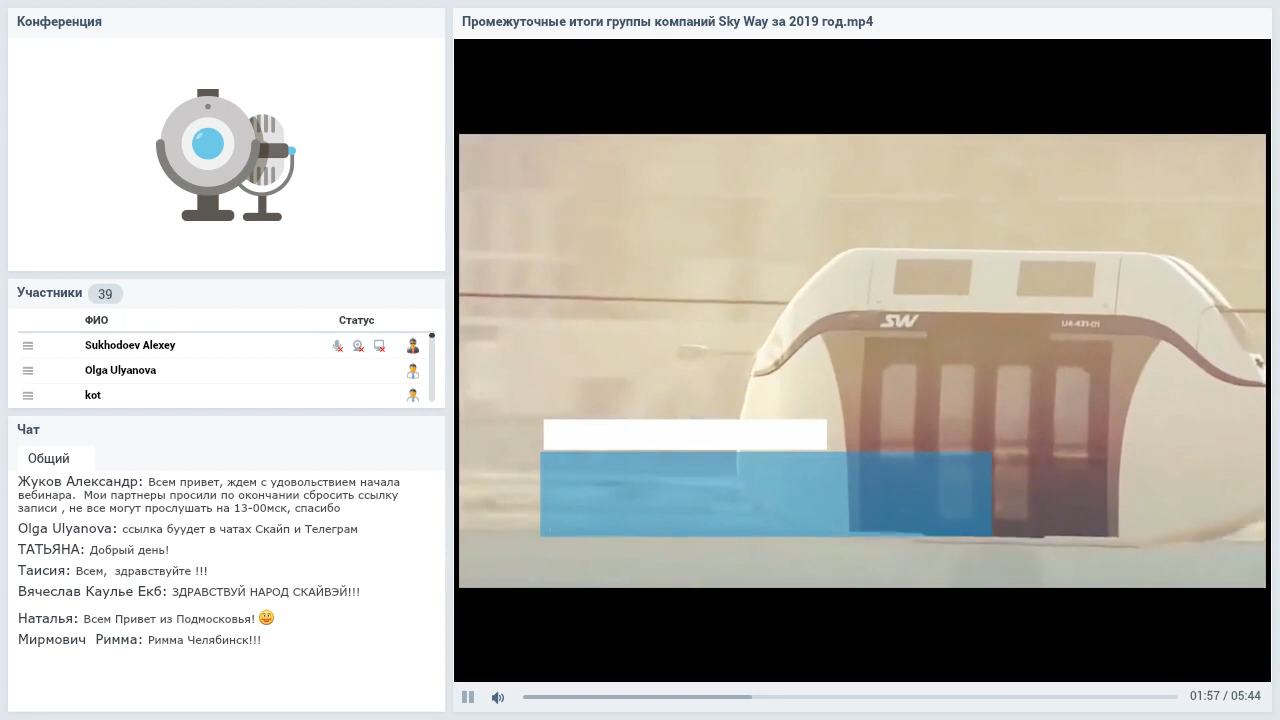 Конференция
Участники 39
ФИО Статус
Sukhodoev Alexey
Olga Ulyanova
kot
Чат
Общий
Жуков Александр: Всем привет, ждем с удовольствием начала
вебинара. Мои партнеры просили по окончании сбросить ссылку
записи , не все могут прослушать на 13-00мск, спасибо
Olga Ulyanova: ссылка буудет в чатах Скайп и Телеграм
ТАТЬЯНА: Добрый день!
Таисия: Всем, здравствуйте !!!
Вячеслав Каулье Екб: ЗДРАВСТВУЙ НАРОД СКАЙВЭЙ!!!
Наталья: Всем Привет из Подмосковья!
Мирмович Римма: Римма Челябинск!!!
Промежуточные итоги группы компаний Sky Way за 2019 год.mp4
SW
U4-431-01
01:57 / 05:44